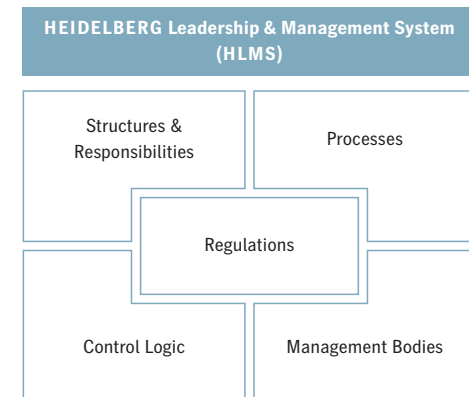 HEIDELBERG Leadership & Management System
(HLMS)
Structures &
Responsibilities
Processes
Regulations
Control Logic
Management Bodies